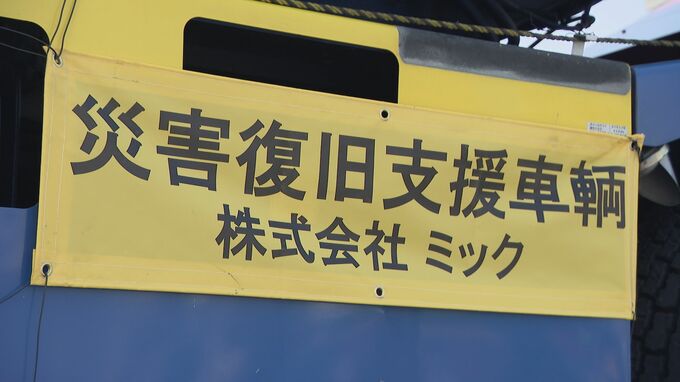 災害復旧支援車輌
株式会社 ミック